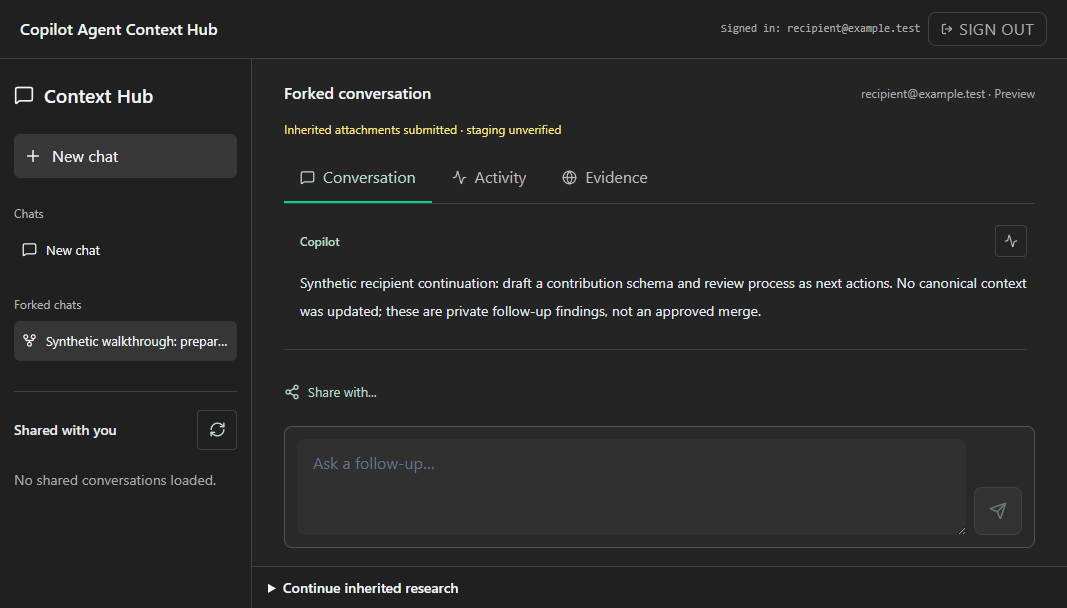 Copilot Agent Context Hub
Signed in: recipient@example.test
SIGN OUT
Context Hub
New chat
Chats
New chat
Forked chats
Synthetic walkthrough: prepar...
Shared with you
No shared conversations loaded.
Forked conversation
recipient@example.test · Preview
Inherited attachments submitted · staging unverified
Conversation
Activity
Evidence
Copilot
Synthetic recipient continuation: draft a contribution schema and review process as next actions. No canonical context
was updated; these are private follow-up findings, not an approved merge.
Share with...
Ask a follow-up...
Continue inherited research